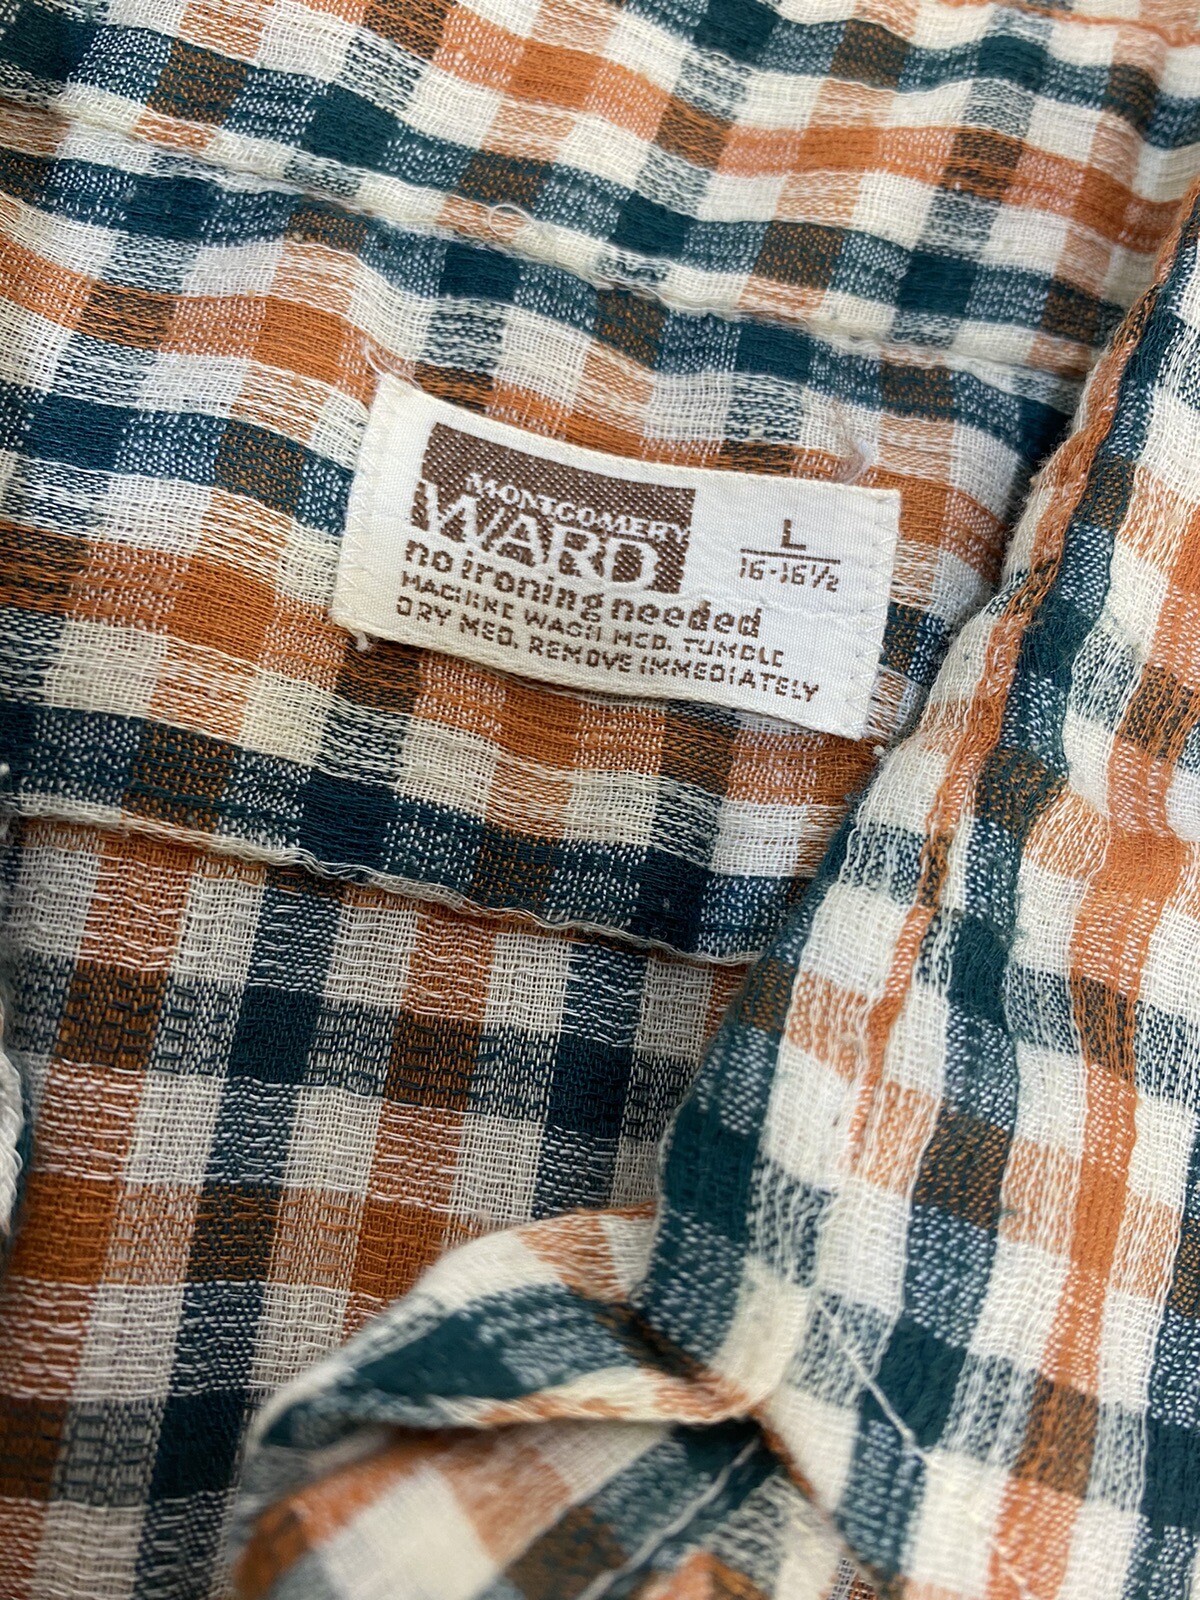 MONTGOMERY
WARD
L
16-16½
no ironing needed
MACHINE WASH MED. TUMBLE
DRY MED. REMOVE IMMEDIATELY